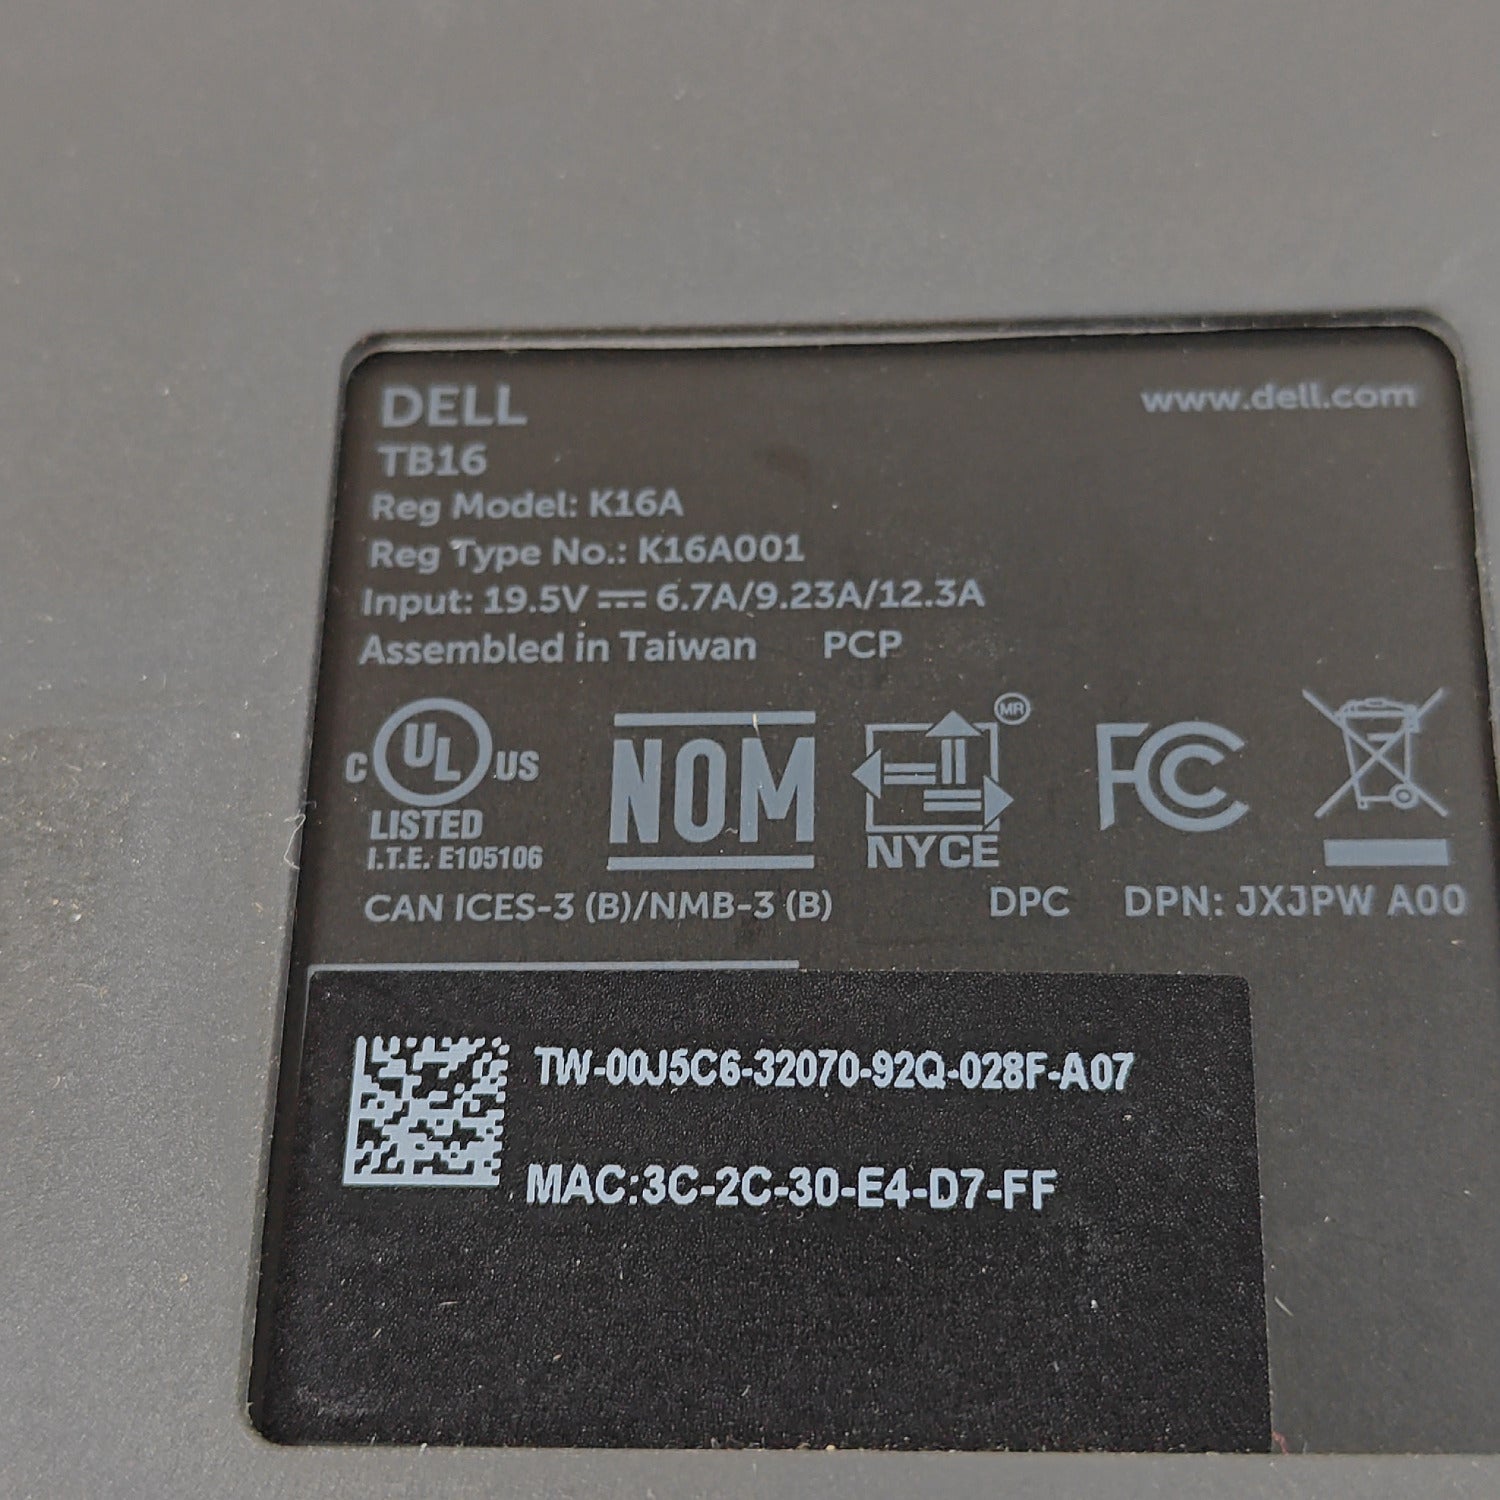 DELL
www.dell.com
TB16
Reg Model: K16A
Reg Type No.: K16A001
Input: 19.5V ⎓ 6.7A/9.23A/12.3A
Assembled in Taiwan PCP
C UL US
LISTED
I.T.E. E105106
NOM
MR
NYCE
FC
CAN ICES-3 (B)/NMB-3 (B) DPC DPN: JXJPW A00
TW-00J5C6-32070-92Q-028F-A07
MAC:3C-2C-30-E4-D7-FF